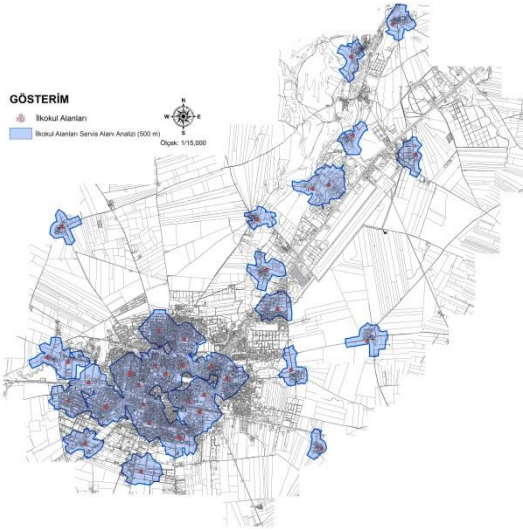 GÖSTERİM
İlkokul Alanları
İlkokul Alanları Servis Alanı Analizi (500 m)
N
W E
S
Ölçek: 1/15,000